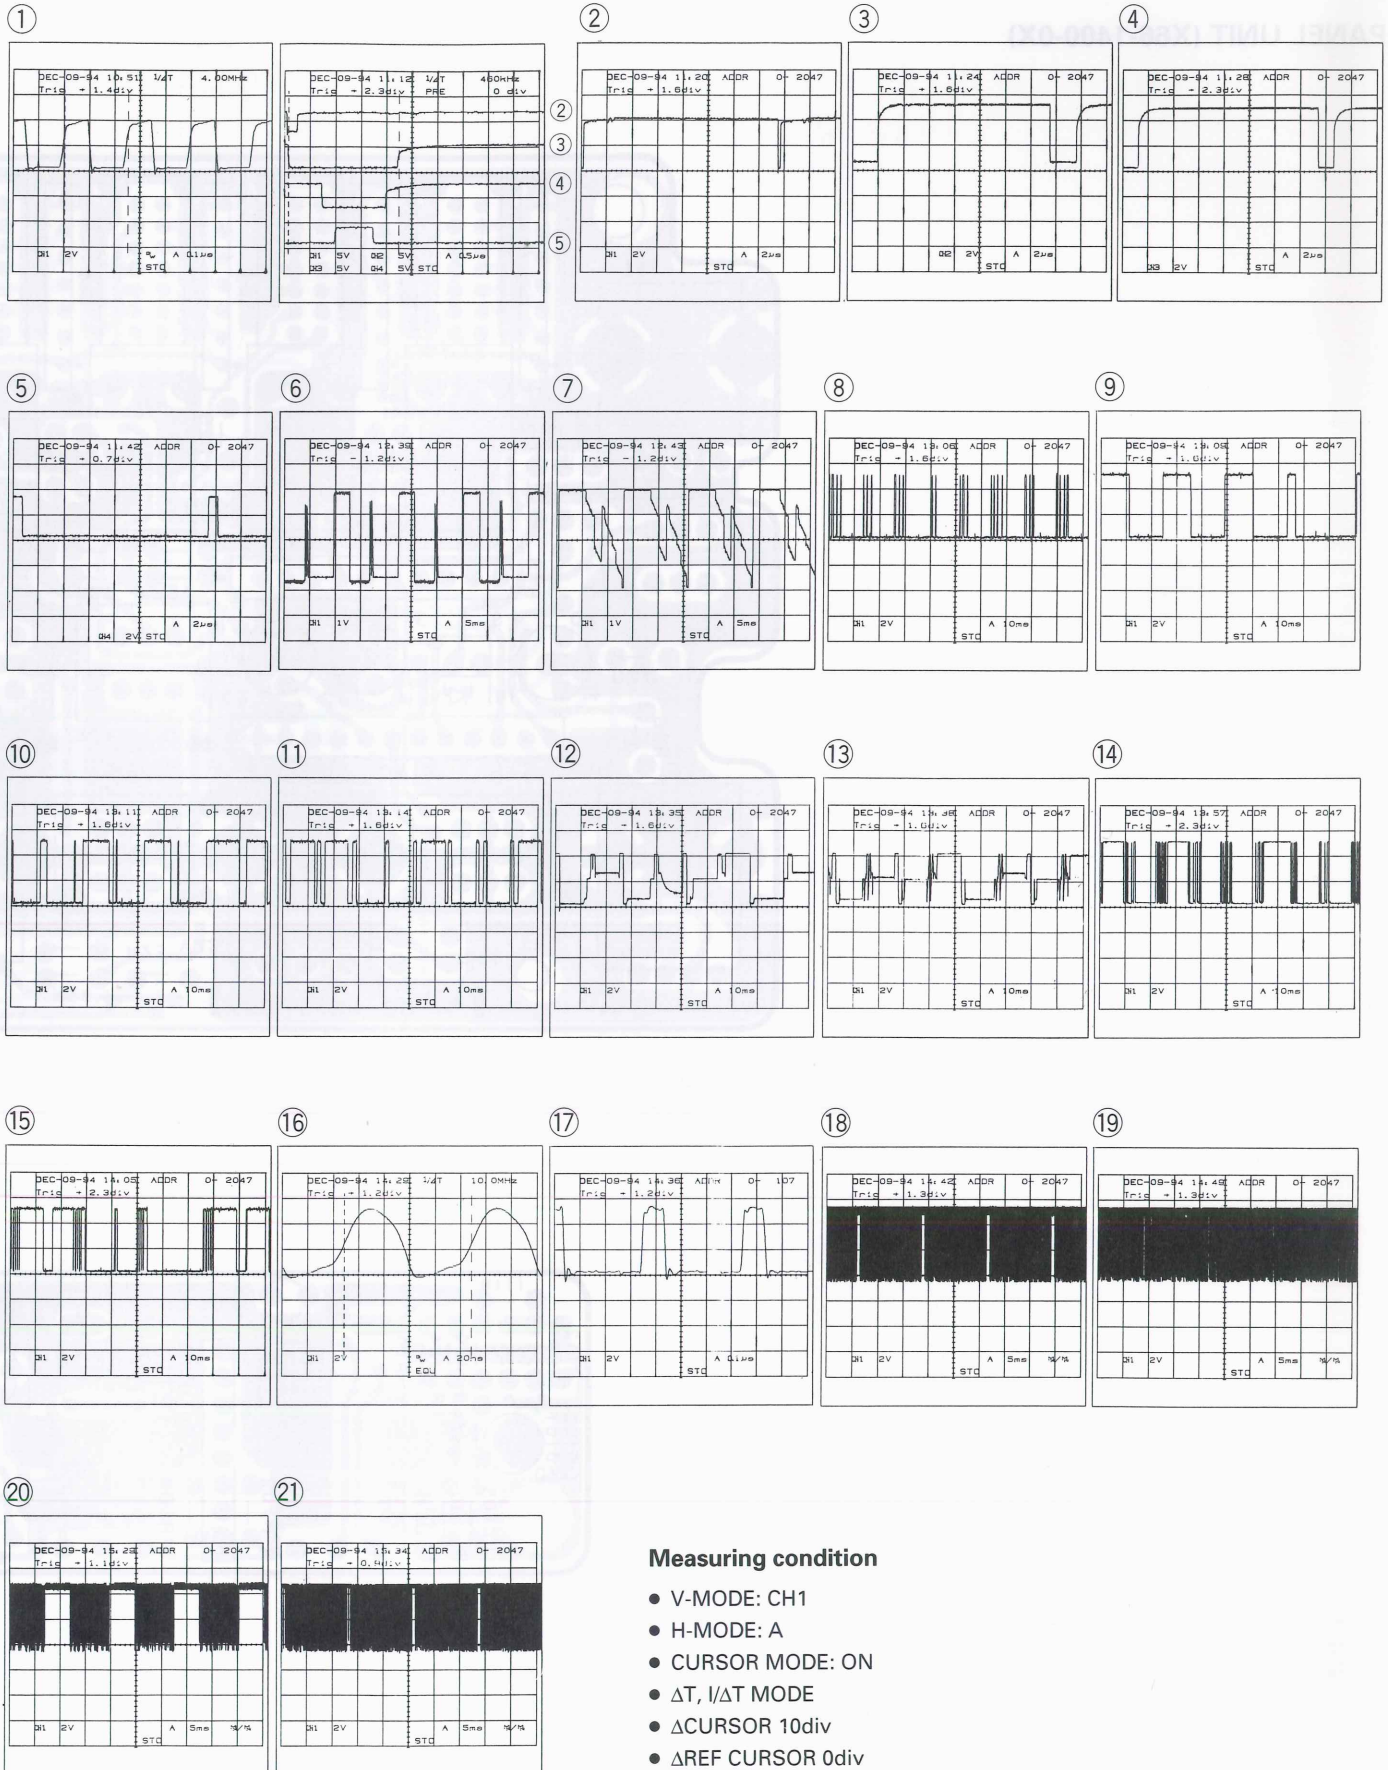 ① ② ③ ④
DEC-09-94 10:51 1/ΔT 4.00MHz
Trig + 1.4div
CH1 2V A 0.1μs
STO
DEC-09-94 11:12 1/ΔT 460kHz
Trig + 2.3div PRE 0 div
②
③
④
⑤
CH1 5V CH2 5V A 0.5μs
CH3 5V CH4 5V STO
DEC-09-94 11:20 ADDR 0- 2047
Trig + 1.6div
CH1 2V A 2μs
STO
DEC-09-94 11:24 ADDR 0- 2047
Trig + 1.6div
CH2 2V A 2μs
STO
DEC-09-94 11:28 ADDR 0- 2047
Trig + 2.3div
CH3 2V A 2μs
STO
⑤ ⑥ ⑦ ⑧ ⑨
DEC-09-94 11:42 ADDR 0- 2047
Trig + 0.7div
A 2μs
CH4 2V STO
DEC-09-94 12:39 ADDR 0- 2047
Trig - 1.2div
CH1 1V A 5ms
STO
DEC-09-94 12:43 ADDR 0- 2047
Trig - 1.2div
CH1 1V A 5ms
STO
DEC-09-94 13:06 ADDR 0- 2047
Trig + 1.6div
CH1 2V A 10ms
STO
DEC-09-94 13:09 ADDR 0- 2047
Trig +
CH1 2V A 10ms
STO
⑩ ⑪ ⑫ ⑬ ⑭
DEC-09-94 13:11 ADDR 0- 2047
Trig + 1.6div
CH1 2V A 10ms
STO
DEC-09-94 13:14 ADDR 0- 2047
Trig + 1.6div
CH1 2V A 10ms
STO
DEC-09-94 13:35 ADDR 0- 2047
Trig + 1.6div
CH1 2V A 10ms
STO
DEC-09-94 ADDR 0- 2047
Trig +
CH1 2V A 10ms
STO
DEC-09-94 13:57 ADDR 0- 2047
Trig + 2.3div
CH1 2V A 10ms
STO
⑮ ⑯ ⑰ ⑱ ⑲
DEC-09-94 14:05 ADDR 0- 2047
Trig + 2.3div
CH1 2V A 10ms
STO
DEC-09-94 14:29 1/ΔT 10.0MHz
Trig + 1.2div
CH1 2V A 20ns
EQU
DEC-09-94 14:36 ADDR 0- 107
Trig + 1.2div
CH1 2V A 0.1μs
STO
DEC-09-94 14:42 ADDR 0- 2047
Trig + 1.3div
CH1 2V A 5ms
STO
DEC-09-94 14:49 ADDR 0- 2047
Trig + 1.3div
CH1 2V A 5ms
STO
⑳ ㉑
DEC-09-94 15:29 ADDR 0- 2047
Trig + 1.1div
CH1 2V A 5ms
STO
DEC-09-94 15:34 ADDR 0- 2047
Trig +
CH1 2V A 5ms
STO
Measuring condition
● V-MODE: CH1
● H-MODE: A
● CURSOR MODE: ON
● ΔT, I/ΔT MODE
● ΔCURSOR 10div
● ΔREF CURSOR 0div